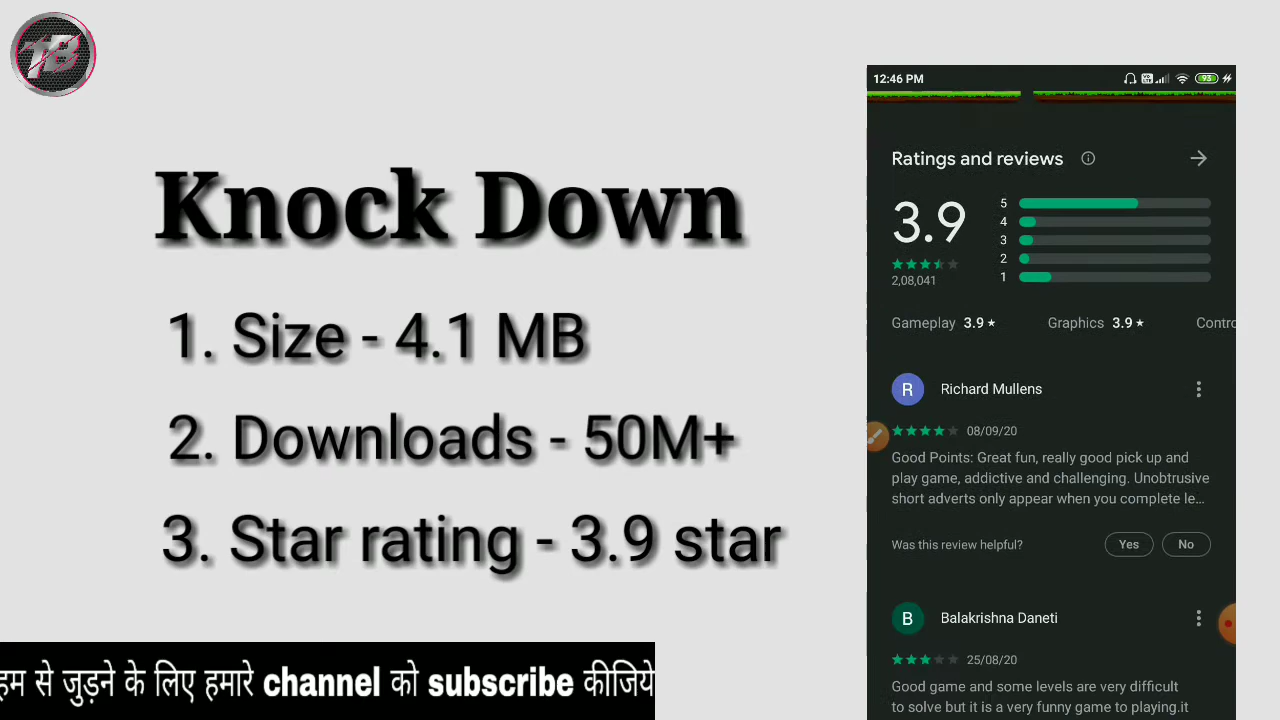 TB
Knock Down
1. Size - 4.1 MB
2. Downloads - 50M+
3. Star rating - 3.9 star
हम से जुड़ने के लिए हमारे channel को subscribe कीजिये
12:46 PM
93
Ratings and reviews
3.9
2,08,041
5
4
3
2
1
Gameplay 3.9 ★ Graphics 3.9 ★ Contro
R Richard Mullens
08/09/20
Good Points: Great fun, really good pick up and
play game, addictive and challenging. Unobtrusive
short adverts only appear when you complete le...
Was this review helpful? Yes No
B Balakrishna Daneti
25/08/20
Good game and some levels are very difficult
to solve but it is a very funny game to playing.it